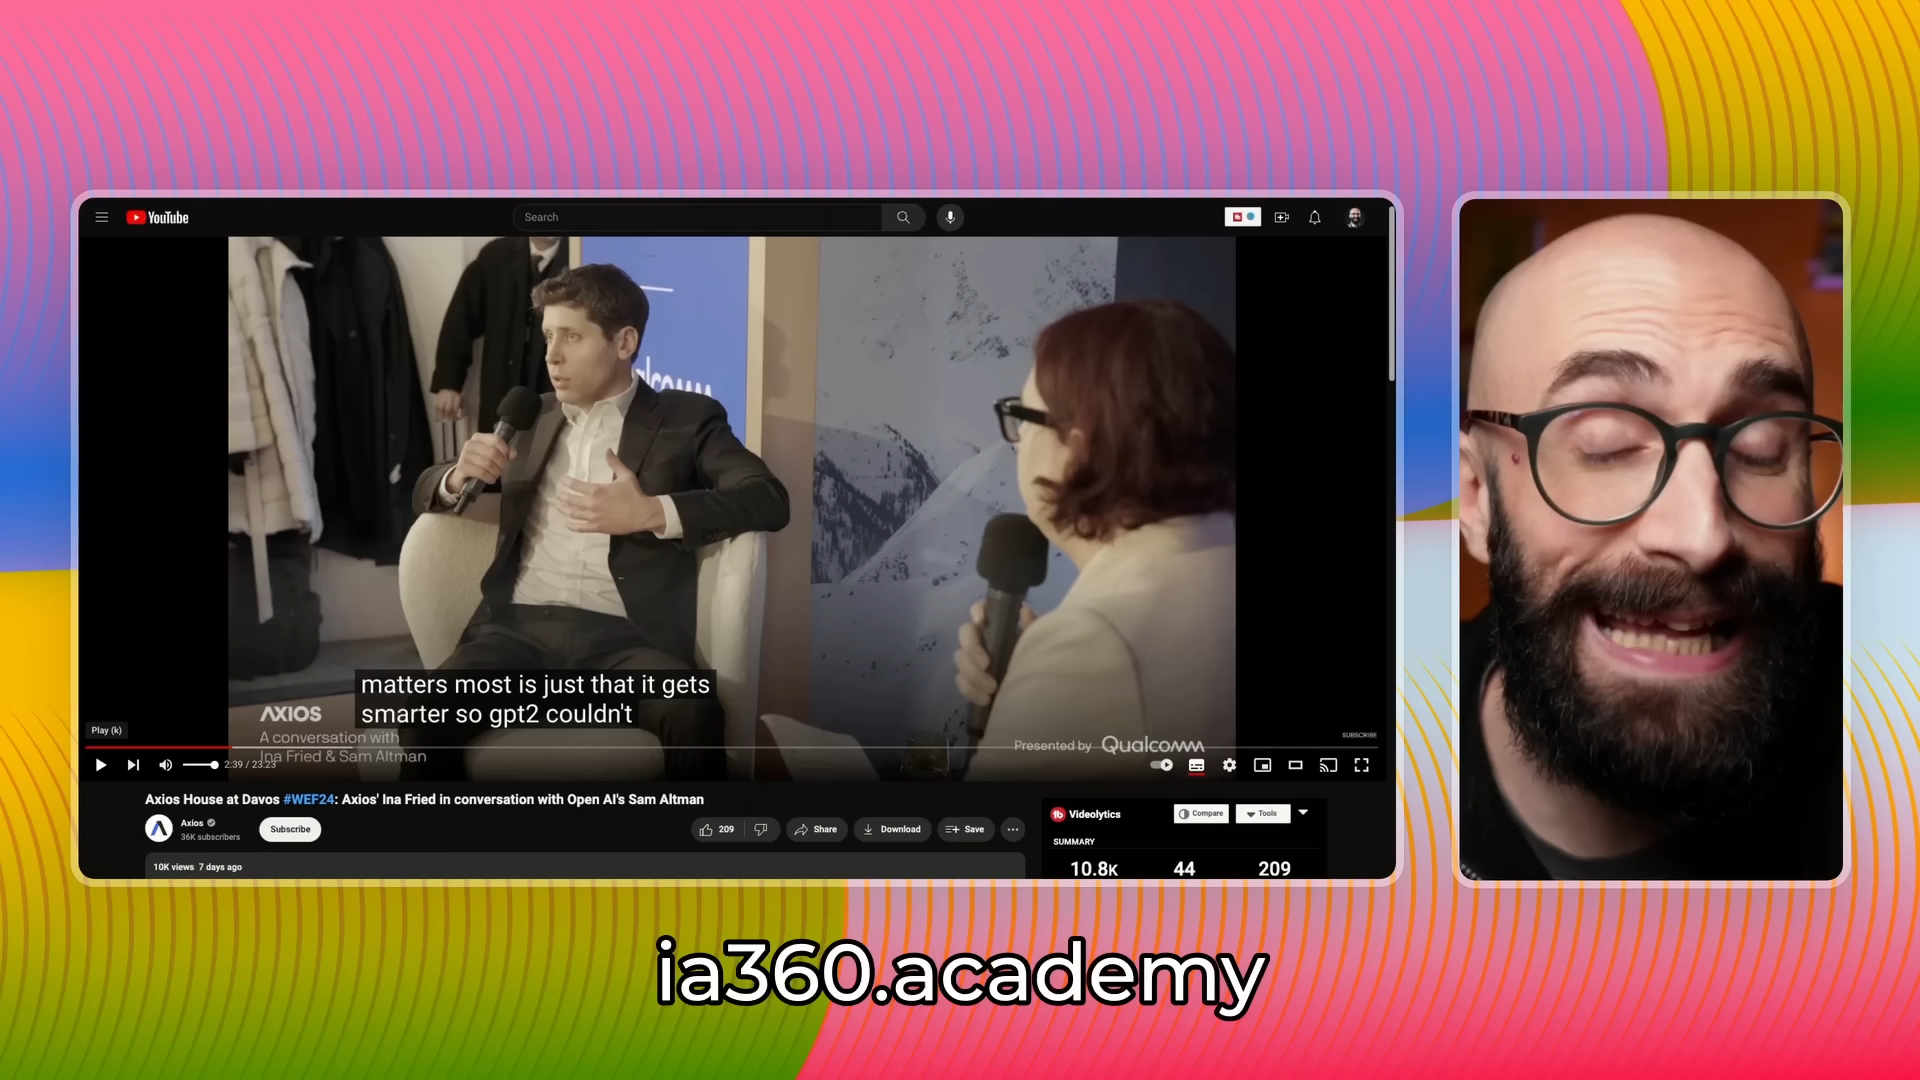 YouTube
Search
alcomm
matters most is just that it gets
smarter so gpt2 couldn't
AXIOS
A conversation with
Ina Fried & Sam Altman
Presented by Qualcomm
SUBSCRIBE
Play (k)
2:39 / 23:23
Axios House at Davos #WEF24: Axios' Ina Fried in conversation with Open AI's Sam Altman
Axios
36K subscribers
Subscribe
209
Share
Download
Save
10K views 7 days ago
tb Videolytics
Compare
Tools
SUMMARY
10.8K 44 209
ia360.academy